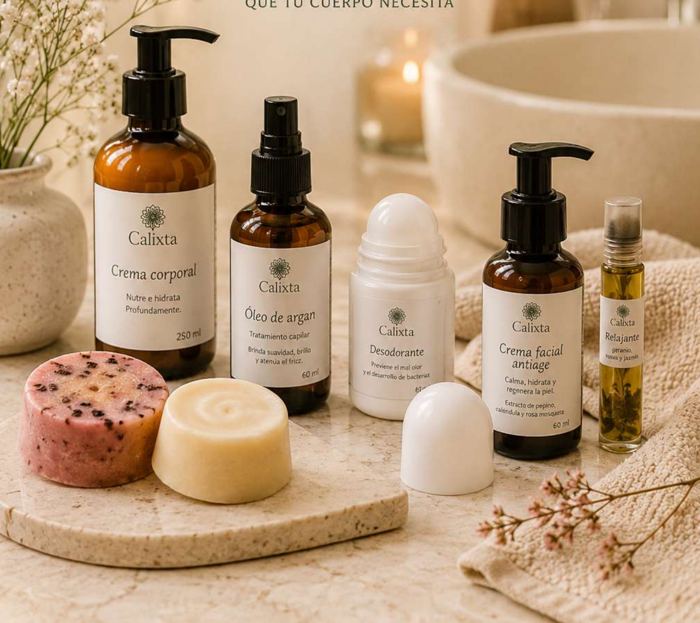 QUE TU CUERPO NECESITA
Calixta
Crema corporal
Nutre e hidrata
Profundamente.
250 ml
Calixta
Óleo de argan
Tratamiento capilar
Brinda suavidad, brillo
y atenúa el frizz.
60 ml
Calixta
Desodorante
Previene el mal olor
y el desarrollo de bacterias
Calixta
Crema facial
antiage
Calma, hidrata y
regenera la piel.
Extracto de pepino,
caléndula y rosa mosqueta
60 ml
Calixta
Relajante